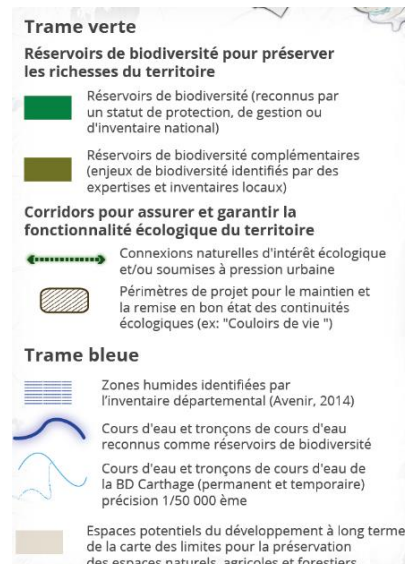 Trame verte
Réservoirs de biodiversité pour préserver
les richesses du territoire
Réservoirs de biodiversité (reconnus par
un statut de protection, de gestion ou
d'inventaire national)
Réservoirs de biodiversité complémentaires
(enjeux de biodiversité identifiés par des
expertises et inventaires locaux)
Corridors pour assurer et garantir la
fonctionnalité écologique du territoire
Connexions naturelles d'intérêt écologique
et/ou soumises à pression urbaine
Périmètres de projet pour le maintien et
la remise en bon état des continuités
écologiques (ex: "Couloirs de vie ")
Trame bleue
Zones humides identifiées par
l'inventaire départemental (Avenir, 2014)
Cours d'eau et tronçons de cours d'eau
reconnus comme réservoirs de biodiversité
Cours d'eau et tronçons de cours d'eau de
la BD Carthage (permanent et temporaire)
précision 1/50 000 ème
Espaces potentiels du développement à long terme
de la carte des limites pour la préservation
des espaces naturels, agricoles et forestiers